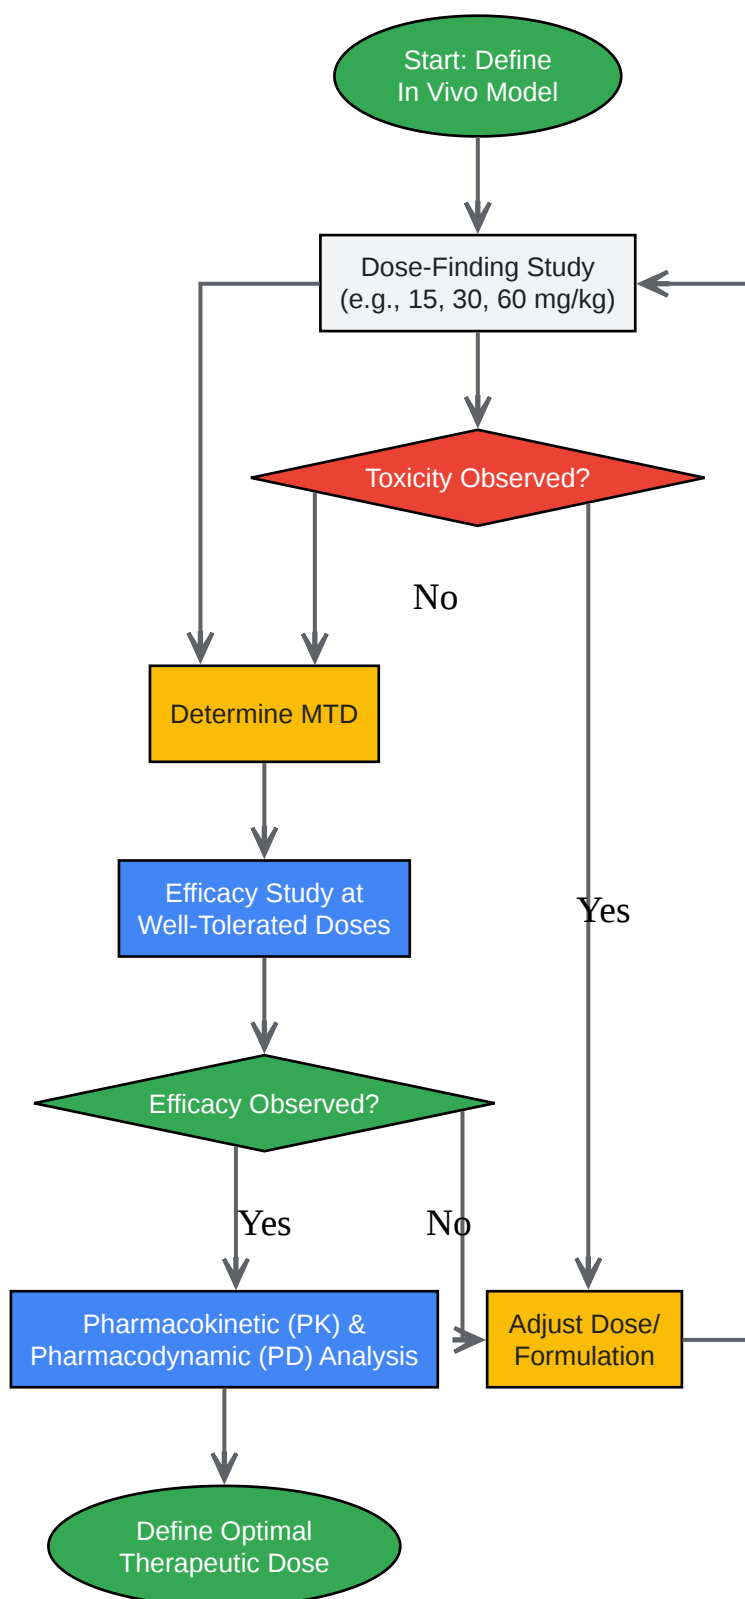 Start: Define
In Vivo Model
Dose-Finding Study
(e.g., 15, 30, 60 mg/kg)
Toxicity Observed?
No
Determine MTD
Efficacy Study at
Well-Tolerated Doses
Yes
Efficacy Observed?
Yes
No
Pharmacokinetic (PK) &
Pharmacodynamic (PD) Analysis
Adjust Dose/
Formulation
Define Optimal
Therapeutic Dose